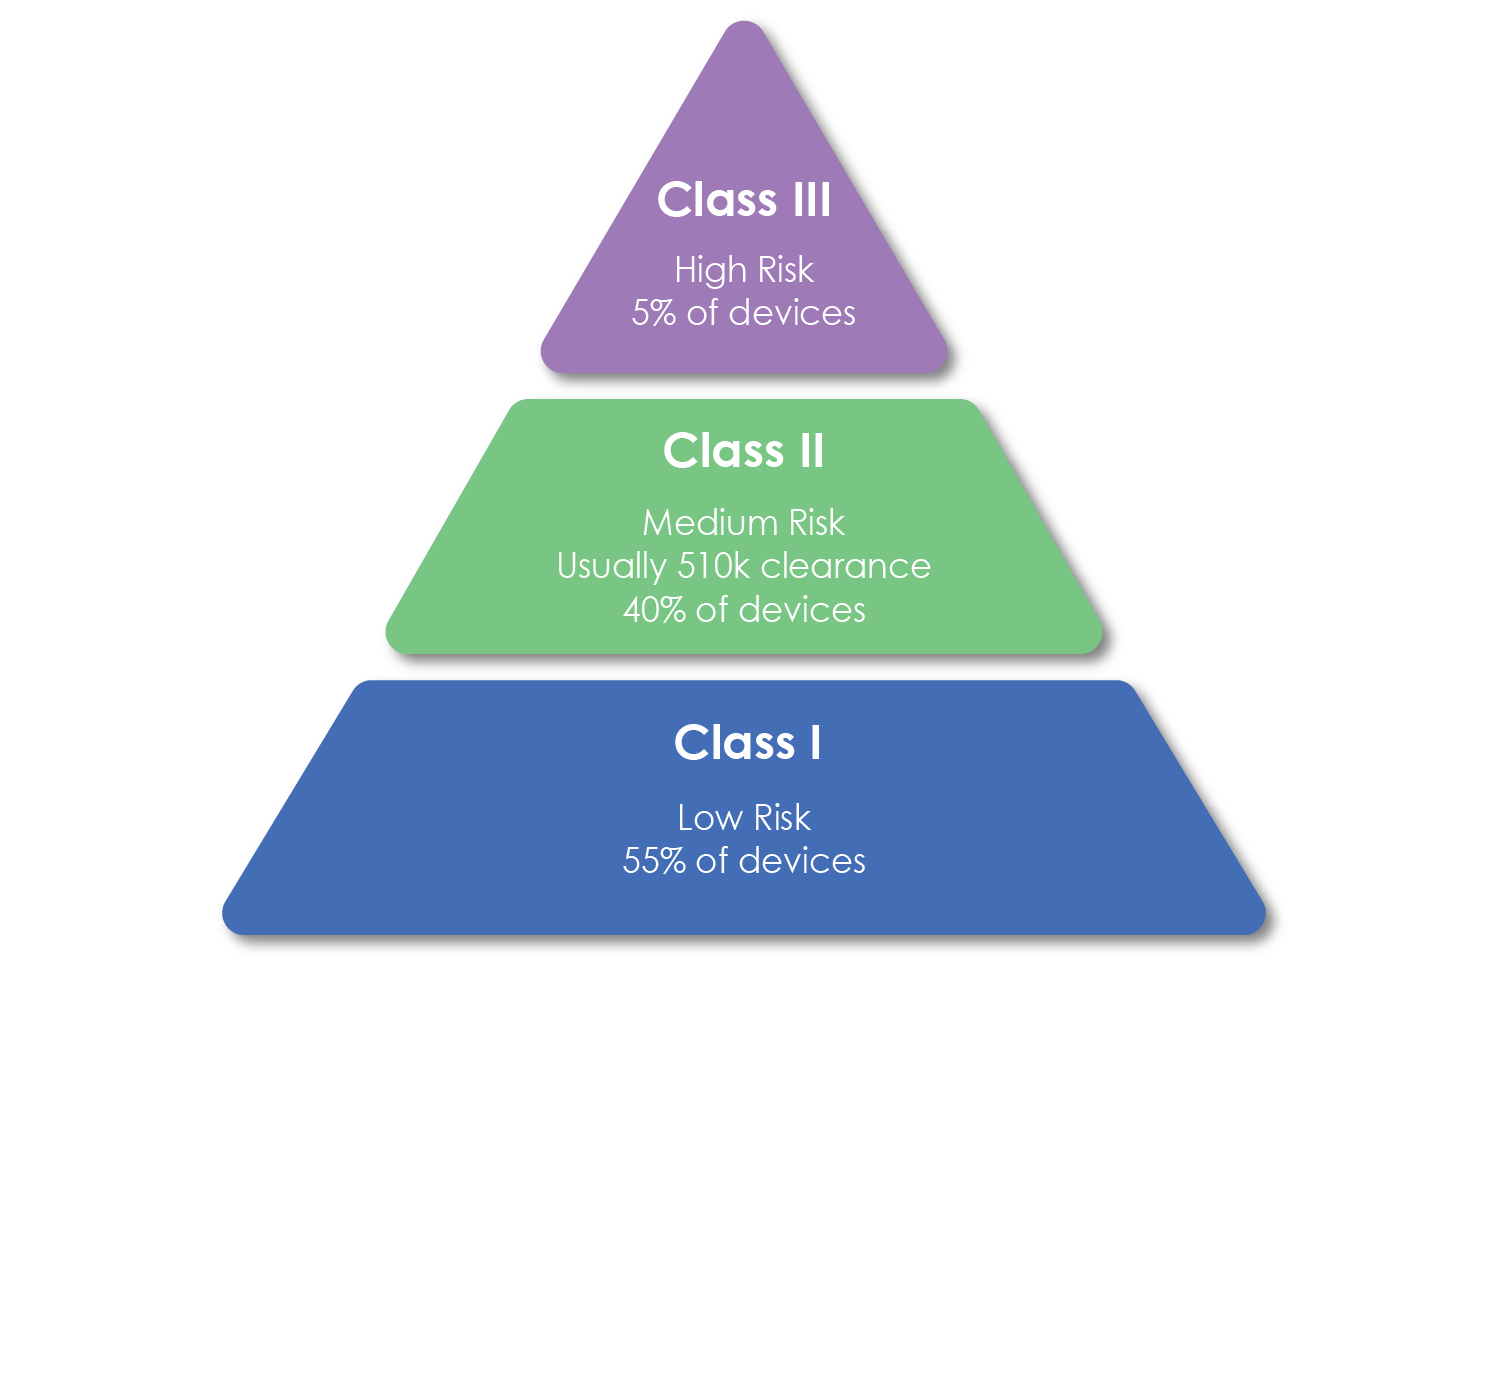 Class III
High Risk
5% of devices
Class II
Medium Risk
Usually 510k clearance
40% of devices
Class I
Low Risk
55% of devices